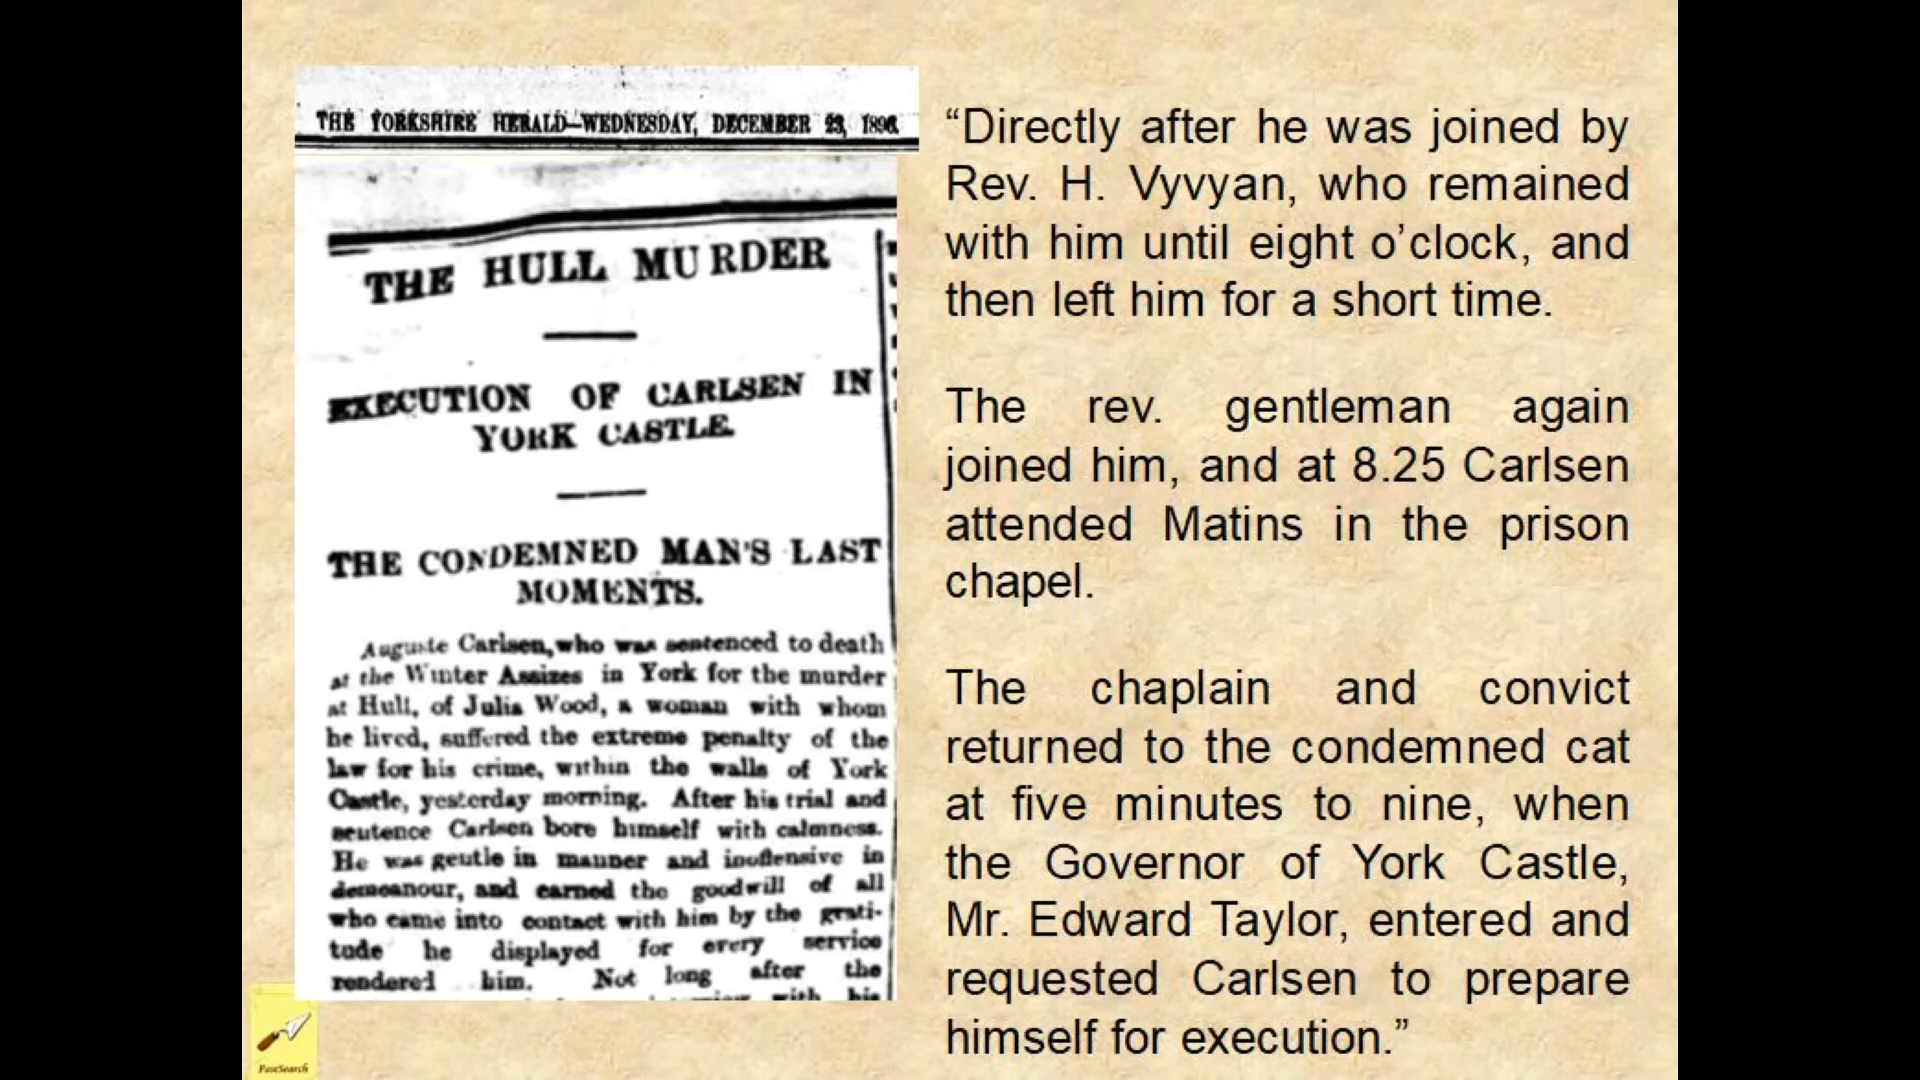 THE YORKSHIRE HERALD—WEDNESDAY, DECEMBER 23, 1896.
THE HULL MURDER
EXECUTION OF CARLSEN IN
YORK CASTLE.
THE CONDEMNED MAN'S LAST
MOMENTS.
Auguste Carlsen, who was sentenced to death
at the Winter Assizes in York for the murder
at Hull, of Julia Wood, a woman with whom
he lived, suffered the extreme penalty of the
law for his crime, within the walls of York
Castle, yesterday morning. After his trial and
sentence Carlsen bore himself with calmness.
He was gentle in manner and inoffensive in
demeanour, and earned the goodwill of all
who came into contact with him by the grati-
tude he displayed for every service
rendered him. Not long after the
with his
“Directly after he was joined by
Rev. H. Vyvyan, who remained
with him until eight o’clock, and
then left him for a short time.
The rev. gentleman again
joined him, and at 8.25 Carlsen
attended Matins in the prison
chapel.
The chaplain and convict
returned to the condemned cat
at five minutes to nine, when
the Governor of York Castle,
Mr. Edward Taylor, entered and
requested Carlsen to prepare
himself for execution.”
PastSearch